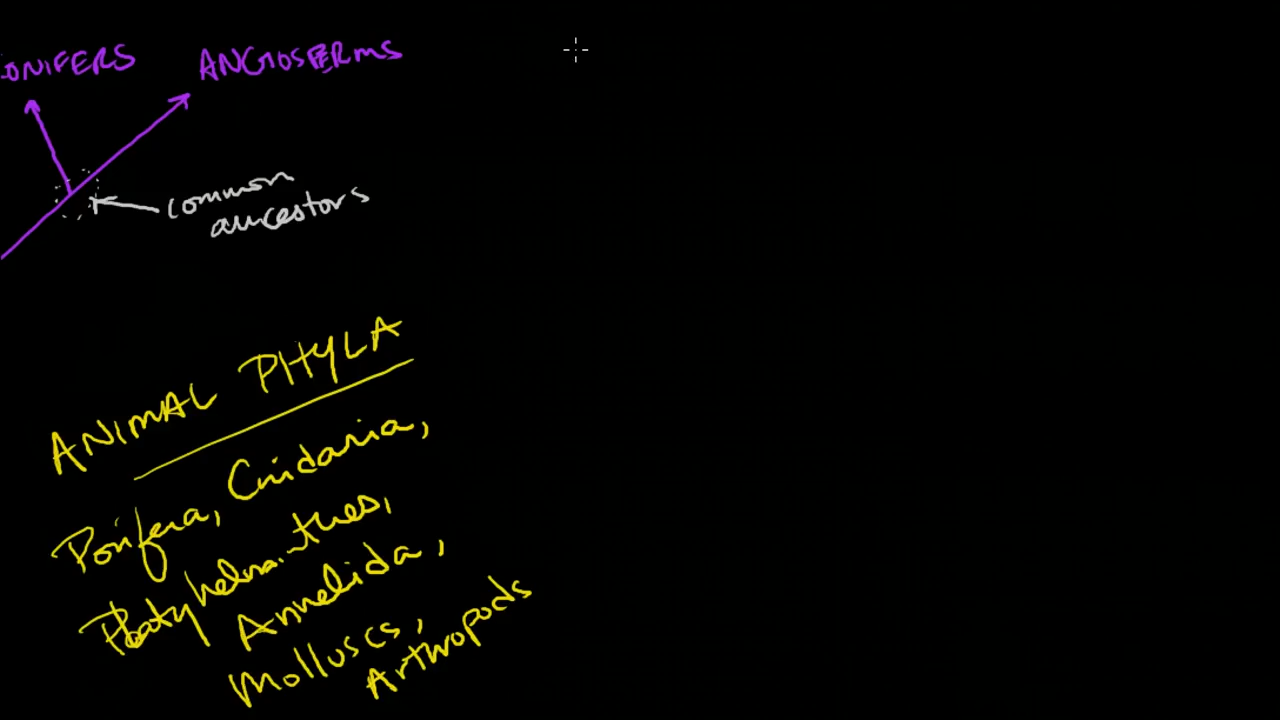 ONIFERS ANGIOSPERMS
common
ancestors
ANIMAL PHYLA
Porifera, Cnidaria,
Platyhelminthes,
Annelida,
Molluscs,
Arthropods